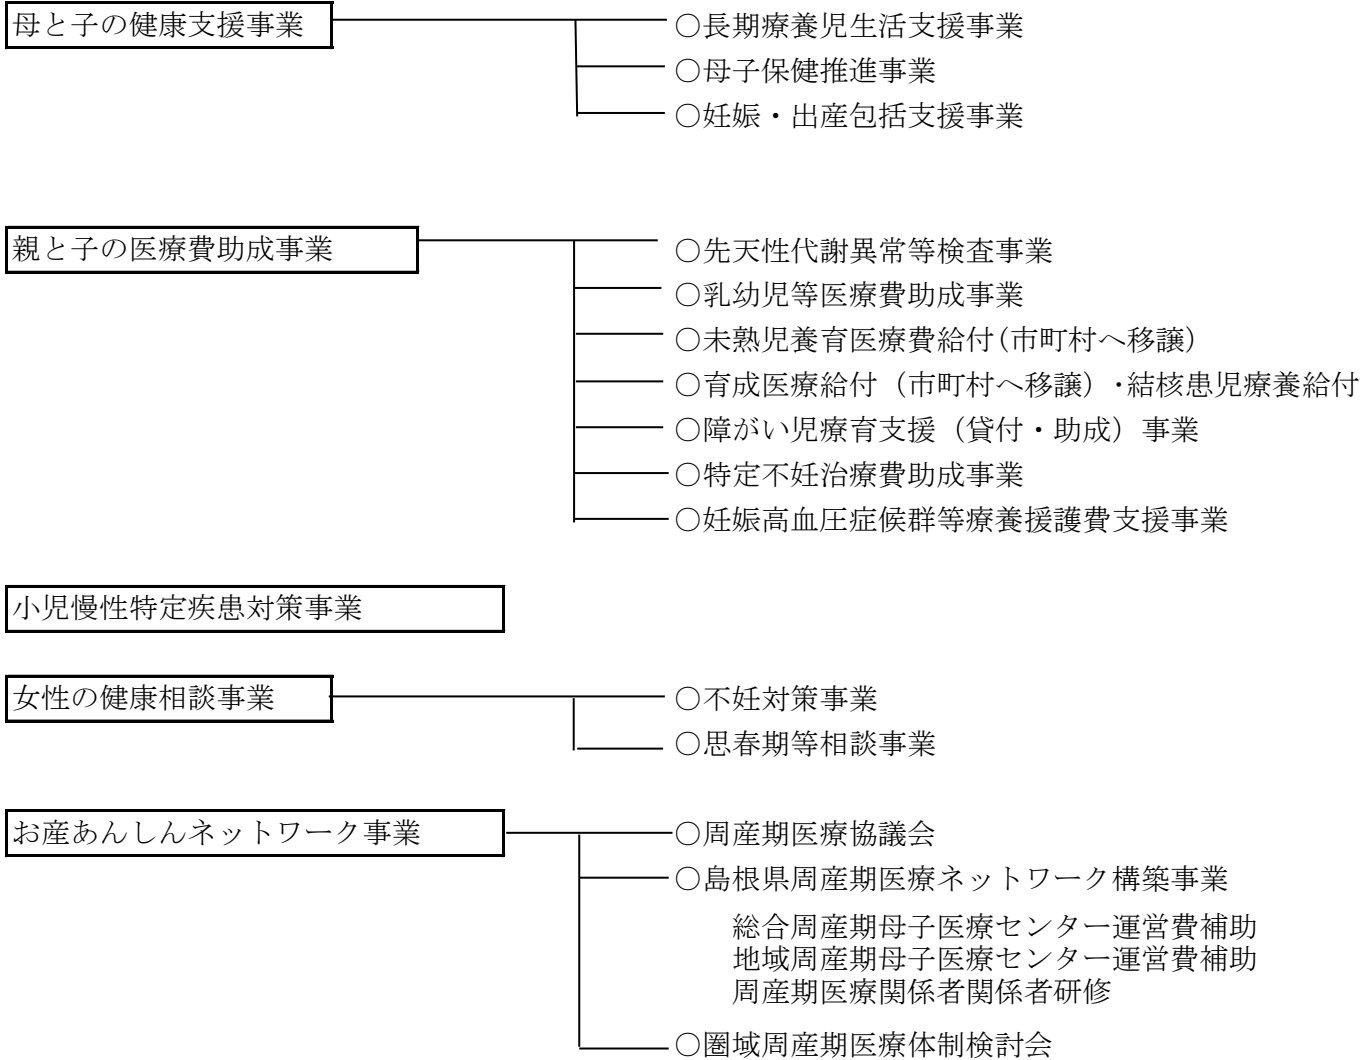 母と子の健康支援事業
○長期療養児生活支援事業
○母子保健推進事業
○妊娠・出産包括支援事業
親と子の医療費助成事業
○先天性代謝異常等検査事業
○乳幼児等医療費助成事業
○未熟児養育医療費給付(市町村へ移譲)
○育成医療給付（市町村へ移譲）･結核患児療養給付
○障がい児療育支援（貸付・助成）事業
○特定不妊治療費助成事業
○妊娠高血圧症候群等療養援護費支援事業
小児慢性特定疾患対策事業
女性の健康相談事業
○不妊対策事業
○思春期等相談事業
お産あんしんネットワーク事業
○周産期医療協議会
○島根県周産期医療ネットワーク構築事業
総合周産期母子医療センター運営費補助
地域周産期母子医療センター運営費補助
周産期医療関係者関係者研修
○圏域周産期医療体制検討会